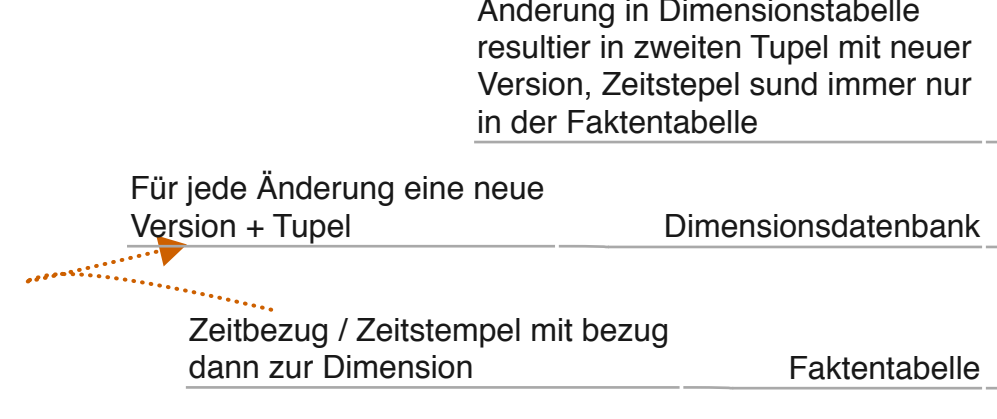 Änderung in Dimensionstabelle
resultier in zweiten Tupel mit neuer
Version, Zeitstepel sund immer nur
in der Faktentabelle
Für jede Änderung eine neue
Version + Tupel
Dimensionsdatenbank
Zeitbezug / Zeitstempel mit bezug
dann zur Dimension
Faktentabelle